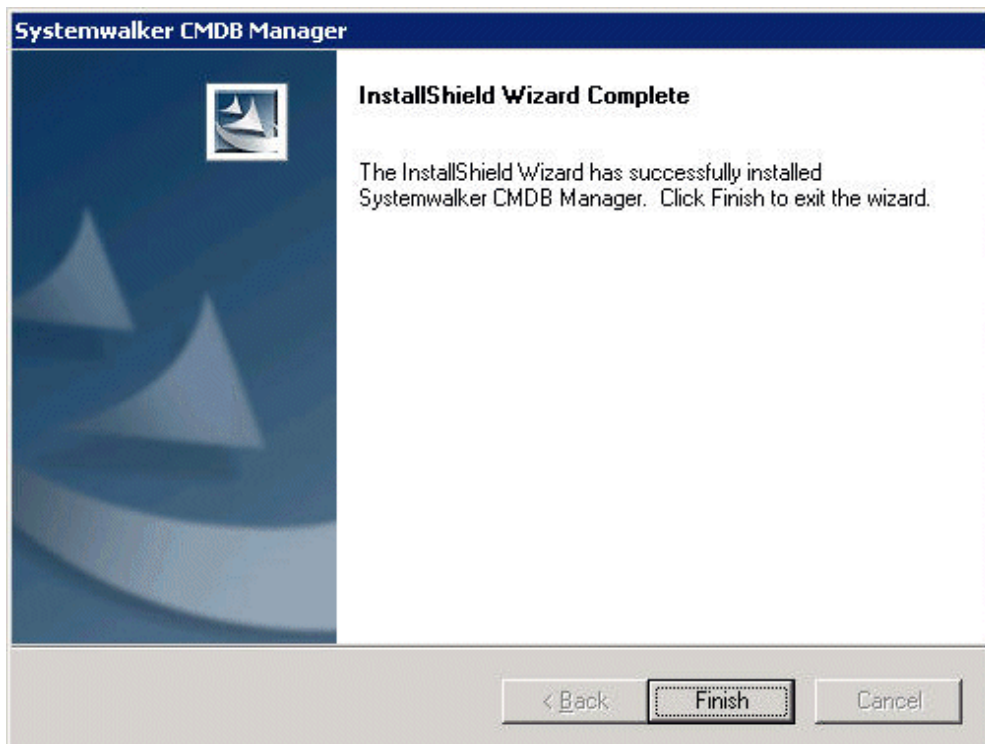 Systemwalker CMDB Manager
InstallShield Wizard Complete
The InstallShield Wizard has successfully installed
Systemwalker CMDB Manager. Click Finish to exit the wizard.
< Back
Finish
Cancel